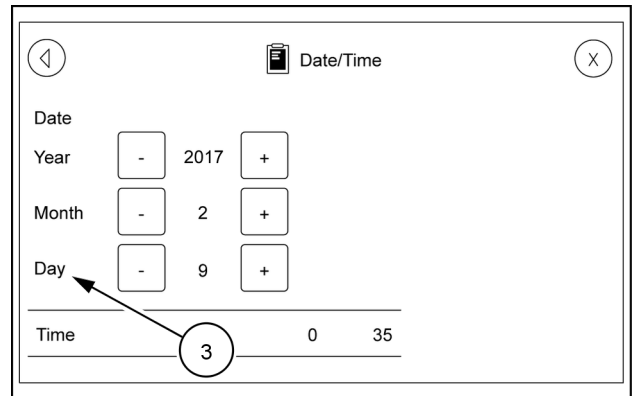 Date/Time
X
Date
Year - 2017 +
Month - 2 +
Day - 9 +
Time 0 35
3